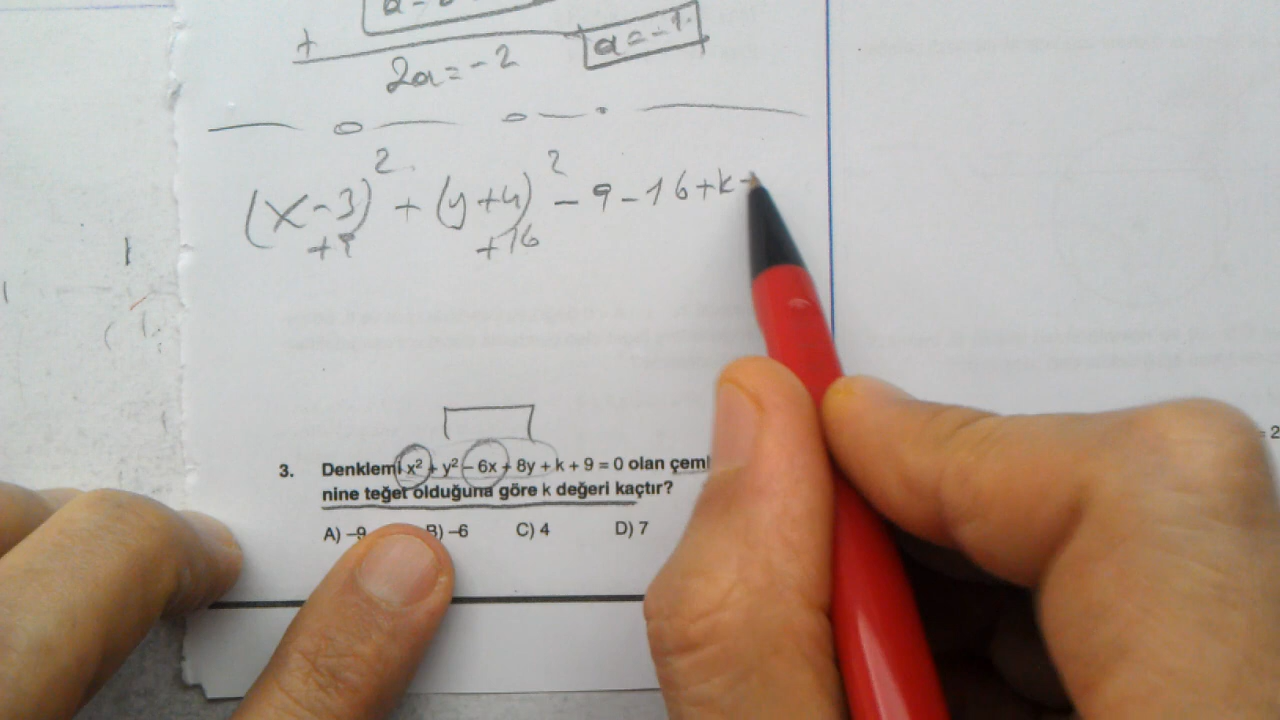 2a = -2 a = -1
(x-3)² + (y+4)² - 9 - 16 + k
+9 +16
3. Denklemi x² + y² - 6x + 8y + k + 9 = 0 olan
nine teğet olduğuna göre k değeri kaçtır?
A) -9 B) -6 C) 4 D) 7
= 2